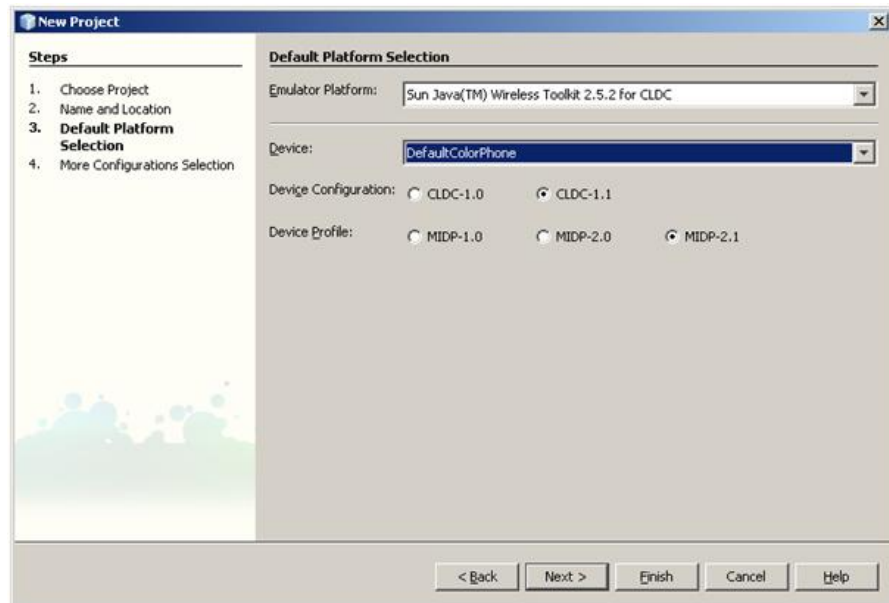 New Project
Steps
1. Choose Project
2. Name and Location
3. Default Platform
Selection
4. More Configurations Selection
Default Platform Selection
Emulator Platform: Sun Java(TM) Wireless Toolkit 2.5.2 for CLDC
Device: DefaultColorPhone
Device Configuration: CLDC-1.0 CLDC-1.1
Device Profile: MIDP-1.0 MIDP-2.0 MIDP-2.1
< Back Next > Finish Cancel Help